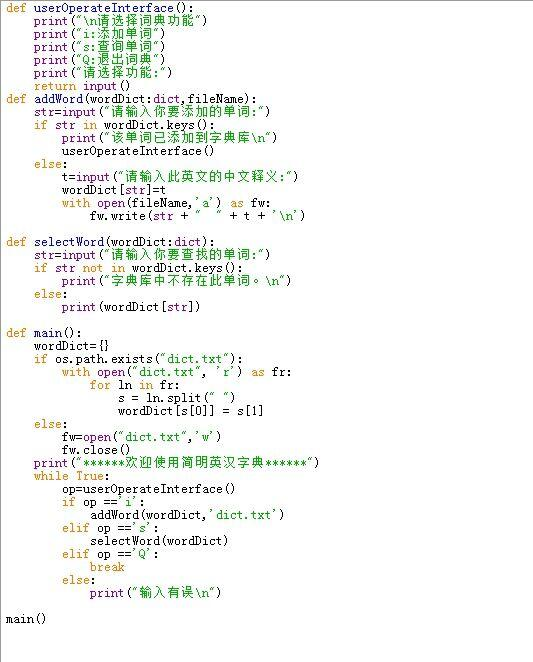 def userOperateInterface():
    print("\n请选择词典功能")
    print("i:添加单词")
    print("s:查询单词")
    print("Q:退出词典")
    print("请选择功能:")
    return input()
def addWord(wordDict:dict,fileName):
    str=input("请输入你要添加的单词:")
    if str in wordDict.keys():
        print("该单词已添加到字典库\n")
        userOperateInterface()
    else:
        t=input("请输入此英文的中文释义:")
        wordDict[str]=t
        with open(fileName,'a') as fw:
            fw.write(str + "  " + t + '\n')

def selectWord(wordDict:dict):
    str=input("请输入你要查找的单词:")
    if str not in wordDict.keys():
        print("字典库中不存在此单词。\n")
    else:
        print(wordDict[str])

def main():
    wordDict={}
    if os.path.exists("dict.txt"):
        with open("dict.txt", 'r') as fr:
            for ln in fr:
                s = ln.split(" ")
                wordDict[s[0]] = s[1]
    else:
        fw=open("dict.txt",'w')
        fw.close()
    print("******欢迎使用简明英汉字典******")
    while True:
        op=userOperateInterface()
        if op =='i':
            addWord(wordDict,'dict.txt')
        elif op =='s':
            selectWord(wordDict)
        elif op =='Q':
            break
        else:
            print("输入有误\n")

main()